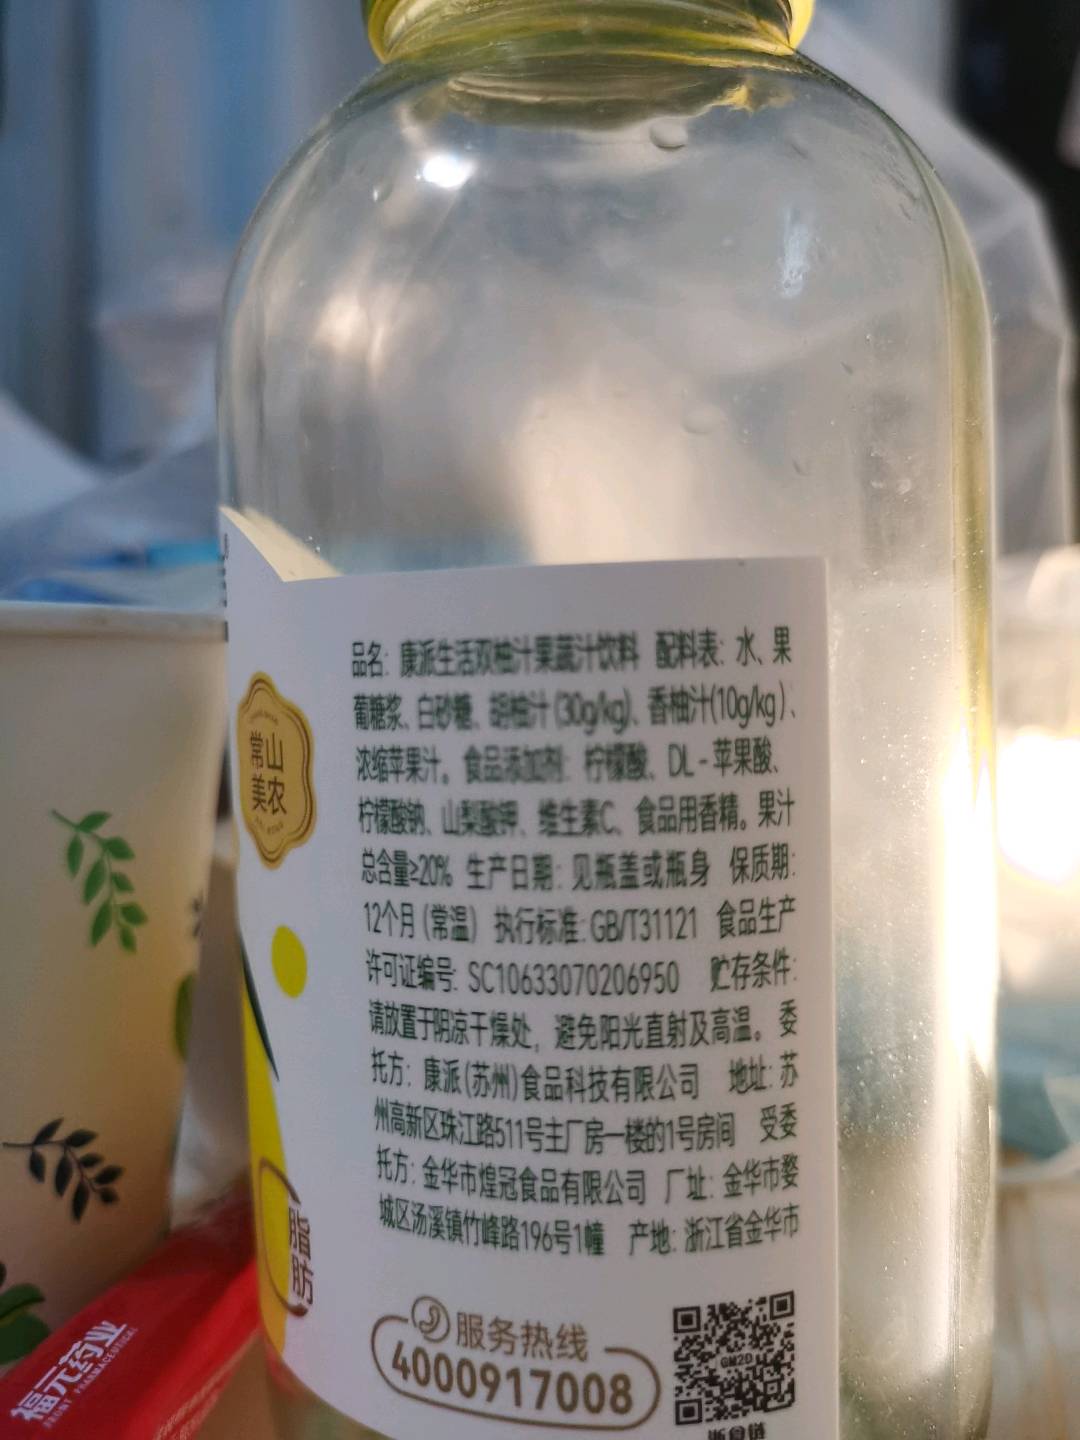 品名: 康派生活双柚汁果蔬汁饮料 配料表: 水、果
葡糖浆、白砂糖、胡柚汁(30g/kg)、香柚汁(10g/kg)、
浓缩苹果汁。食品添加剂: 柠檬酸、DL-苹果酸、
柠檬酸钠、山梨酸钾、维生素C、食品用香精。果汁
总含量≥20% 生产日期: 见瓶盖或瓶身 保质期:
12个月(常温) 执行标准: GB/T31121 食品生产
许可证编号: SC10633070206950 贮存条件:
请放置于阴凉干燥处, 避免阳光直射及高温。委
托方: 康派(苏州)食品科技有限公司 地址: 苏
州高新区珠江路511号主厂房一楼的1号房间 受委
托方: 金华市煌冠食品有限公司 厂址: 金华市婺
城区汤溪镇竹峰路196号1幢 产地: 浙江省金华市
服务热线
4000917008
GM2D
浙食链
常山
美农
脂肪
福元药业
FRONT PHARMACEUTICAL